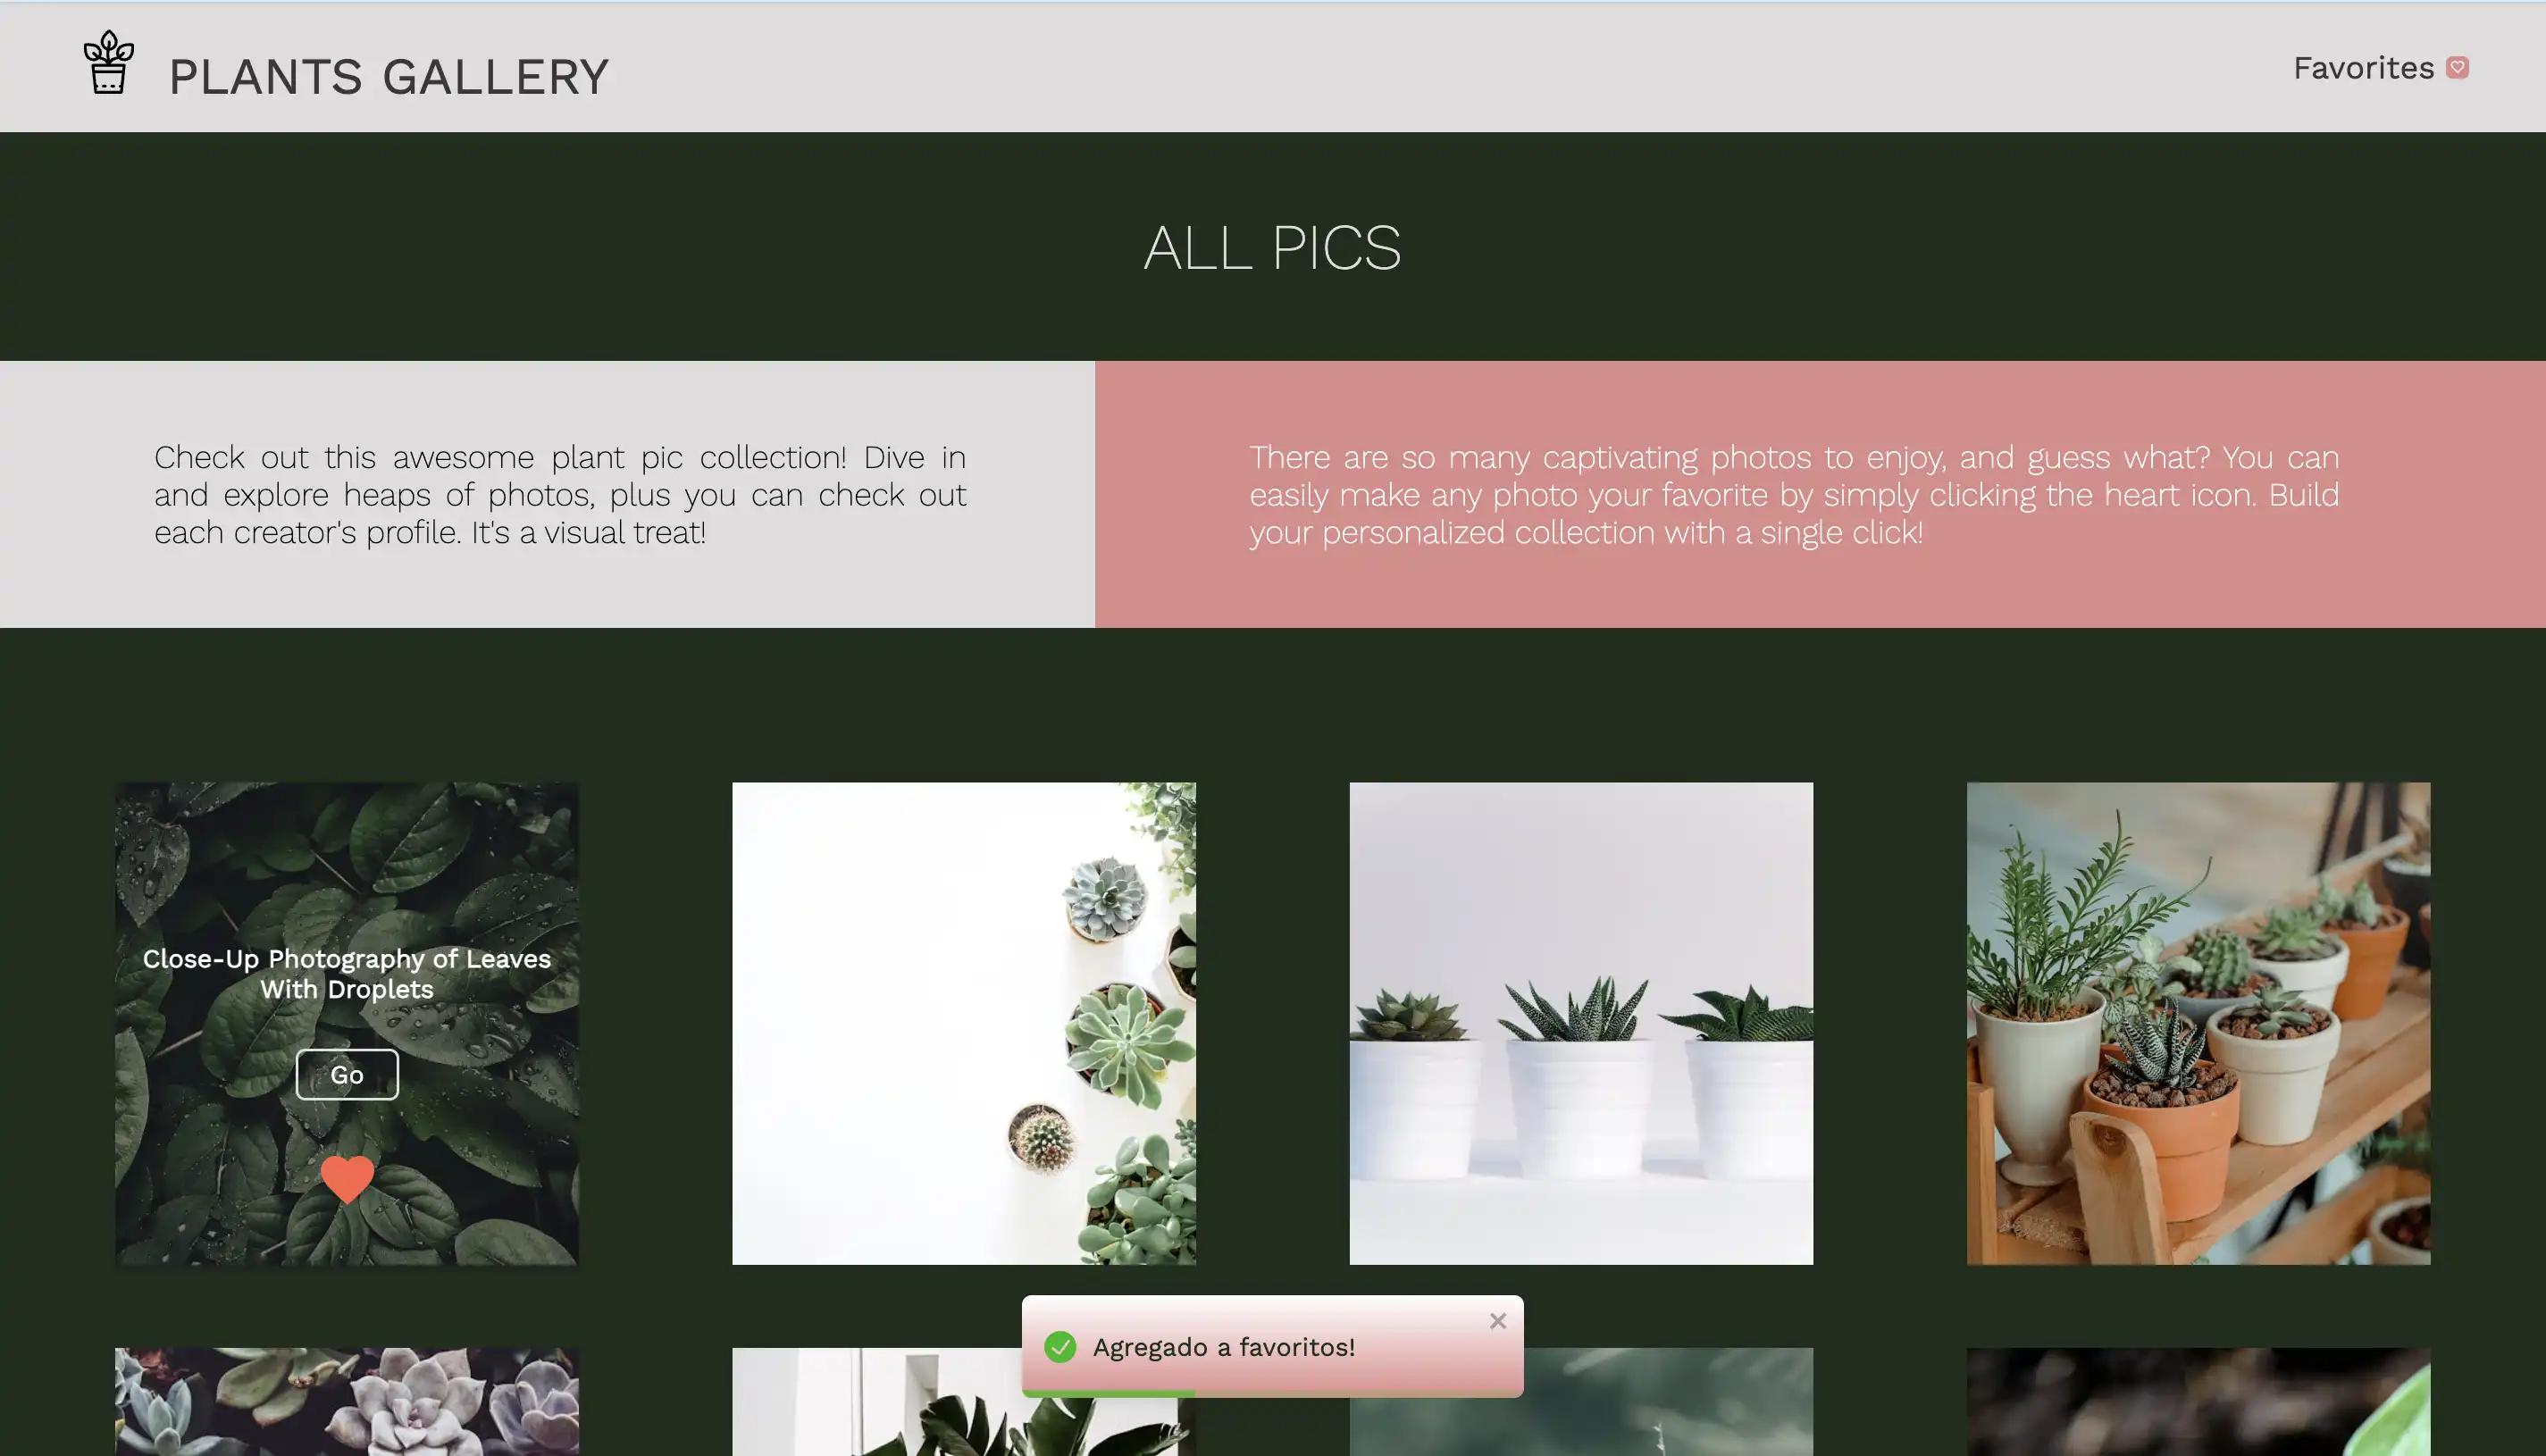 PLANTS GALLERY
Favorites
ALL PICS
Check out this awesome plant pic collection! Dive in
and explore heaps of photos, plus you can check out
each creator's profile. It's a visual treat!
There are so many captivating photos to enjoy, and guess what? You can
easily make any photo your favorite by simply clicking the heart icon. Build
your personalized collection with a single click!
Close-Up Photography of Leaves
With Droplets
Go
Agregado a favoritos!